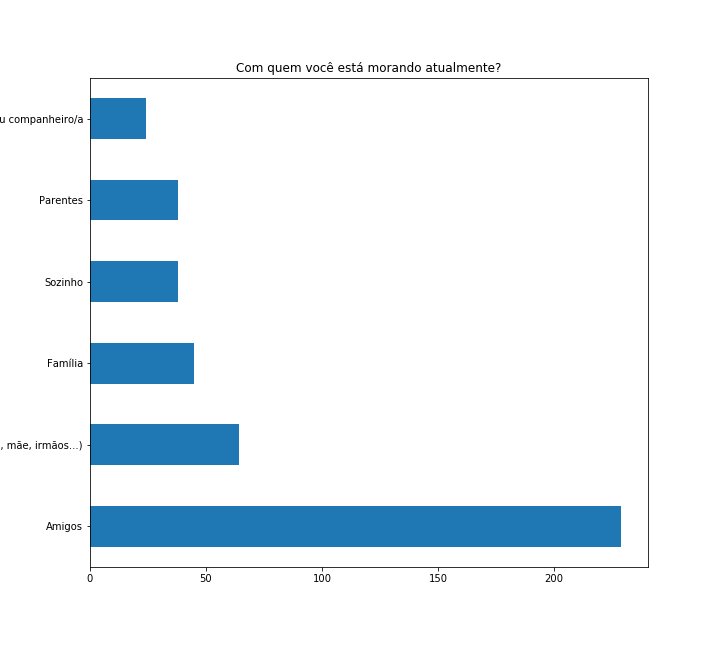 Com quem você está morando atualmente?
u companheiro/a
Parentes
Sozinho
Família
, mãe, irmãos...)
Amigos
0 50 100 150 200